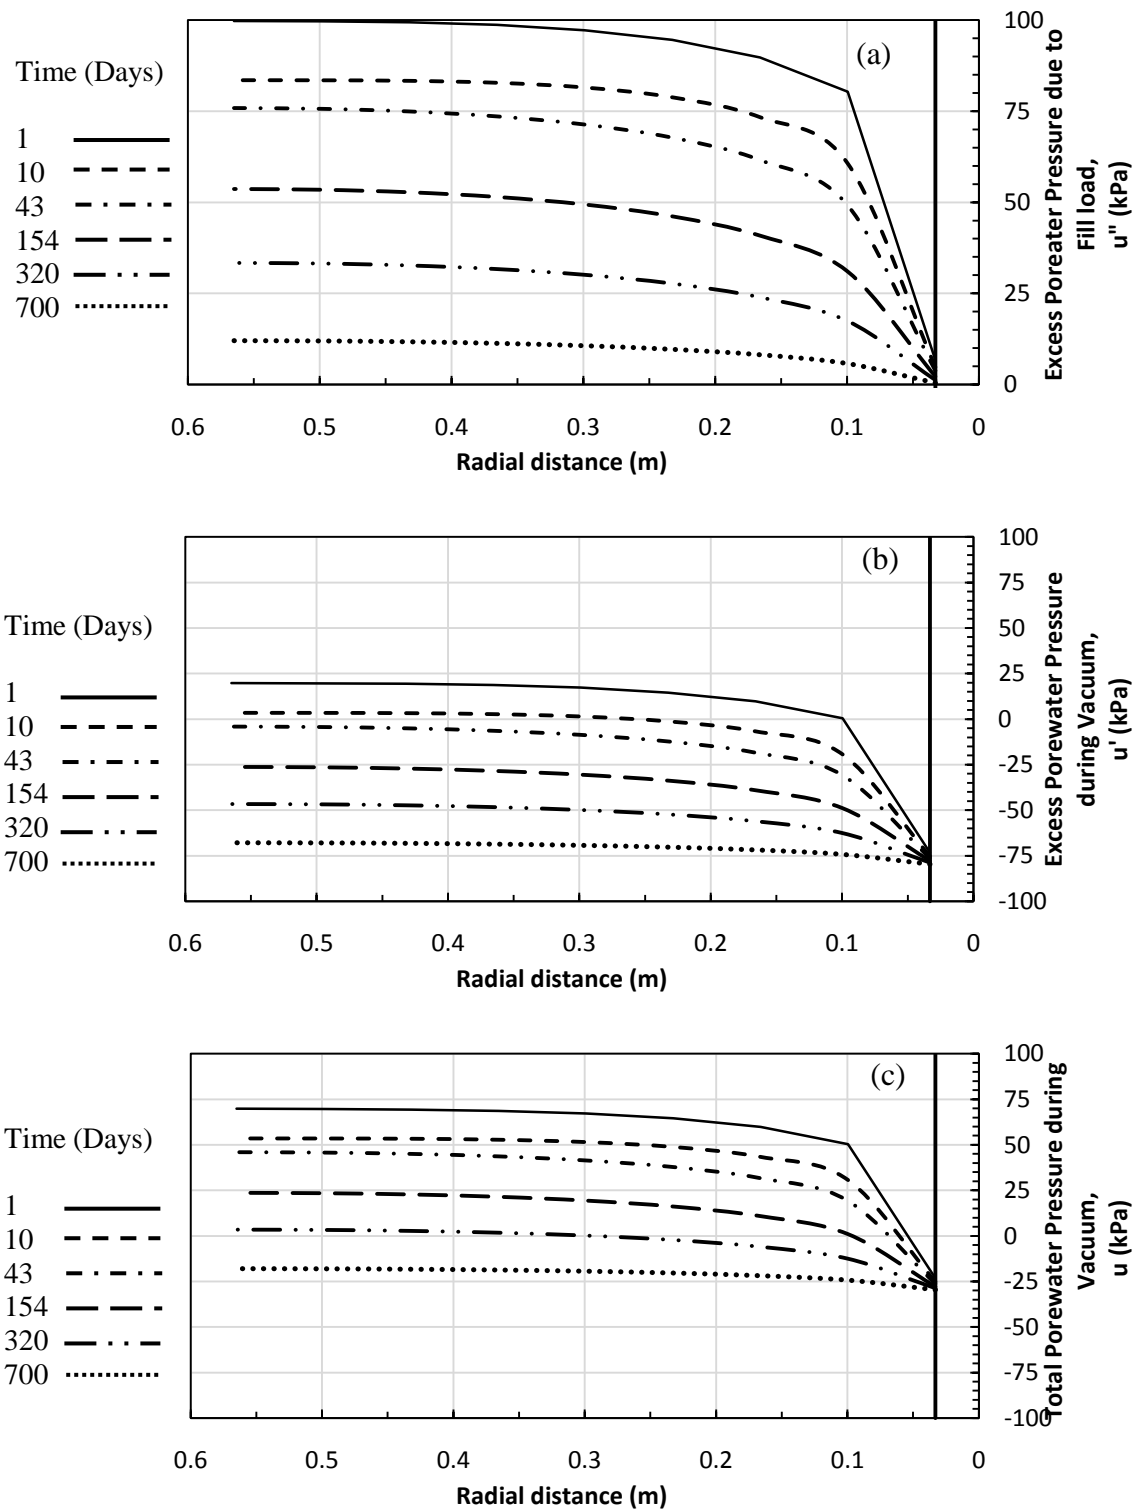 (a)
Time (Days)
1
10
43
154
320
700
100
75
50
25
0
Excess Poreater Pressure due to
Fill load,
u" (kPa)
0.6 0.5 0.4 0.3 0.2 0.1 0
Radial distance (m)
(b)
Time (Days)
1
10
43
154
320
700
100
75
50
25
0
-25
-50
-75
-100
Excess Porewater Pressure
during Vacuum,
u' (kPa)
0.6 0.5 0.4 0.3 0.2 0.1 0
Radial distance (m)
(c)
Time (Days)
1
10
43
154
320
700
100
75
50
25
0
-25
-50
-75
-100
Total Porewater Pressure during
Vacuum,
u (kPa)
0.6 0.5 0.4 0.3 0.2 0.1 0
Radial distance (m)